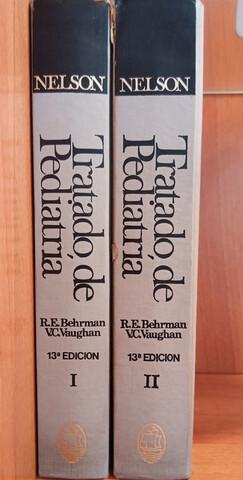 NELSON
Tratado de
Pediatría
R.E.Behrman
V.C.Vaughan
13ª EDICION
I
NELSON
Tratado de
Pediatría
R.E.Behrman
V.C.Vaughan
13ª EDICION
II